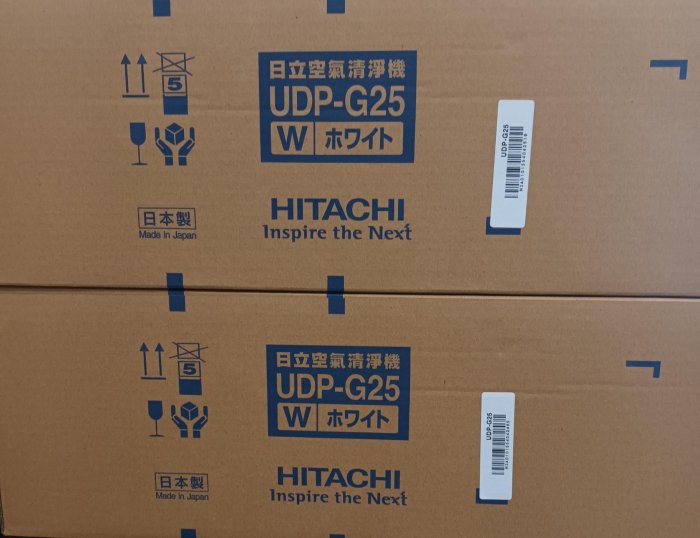 5
日立空氣清淨機
UDP-G25
W ホワイト
UDP-G25
日本製
Made in Japan
HITACHI
Inspire the Next
5
日立空氣清淨機
UDP-G25
W ホワイト
UDP-G25
日本製
Made in Japan
HITACHI
Inspire the Next